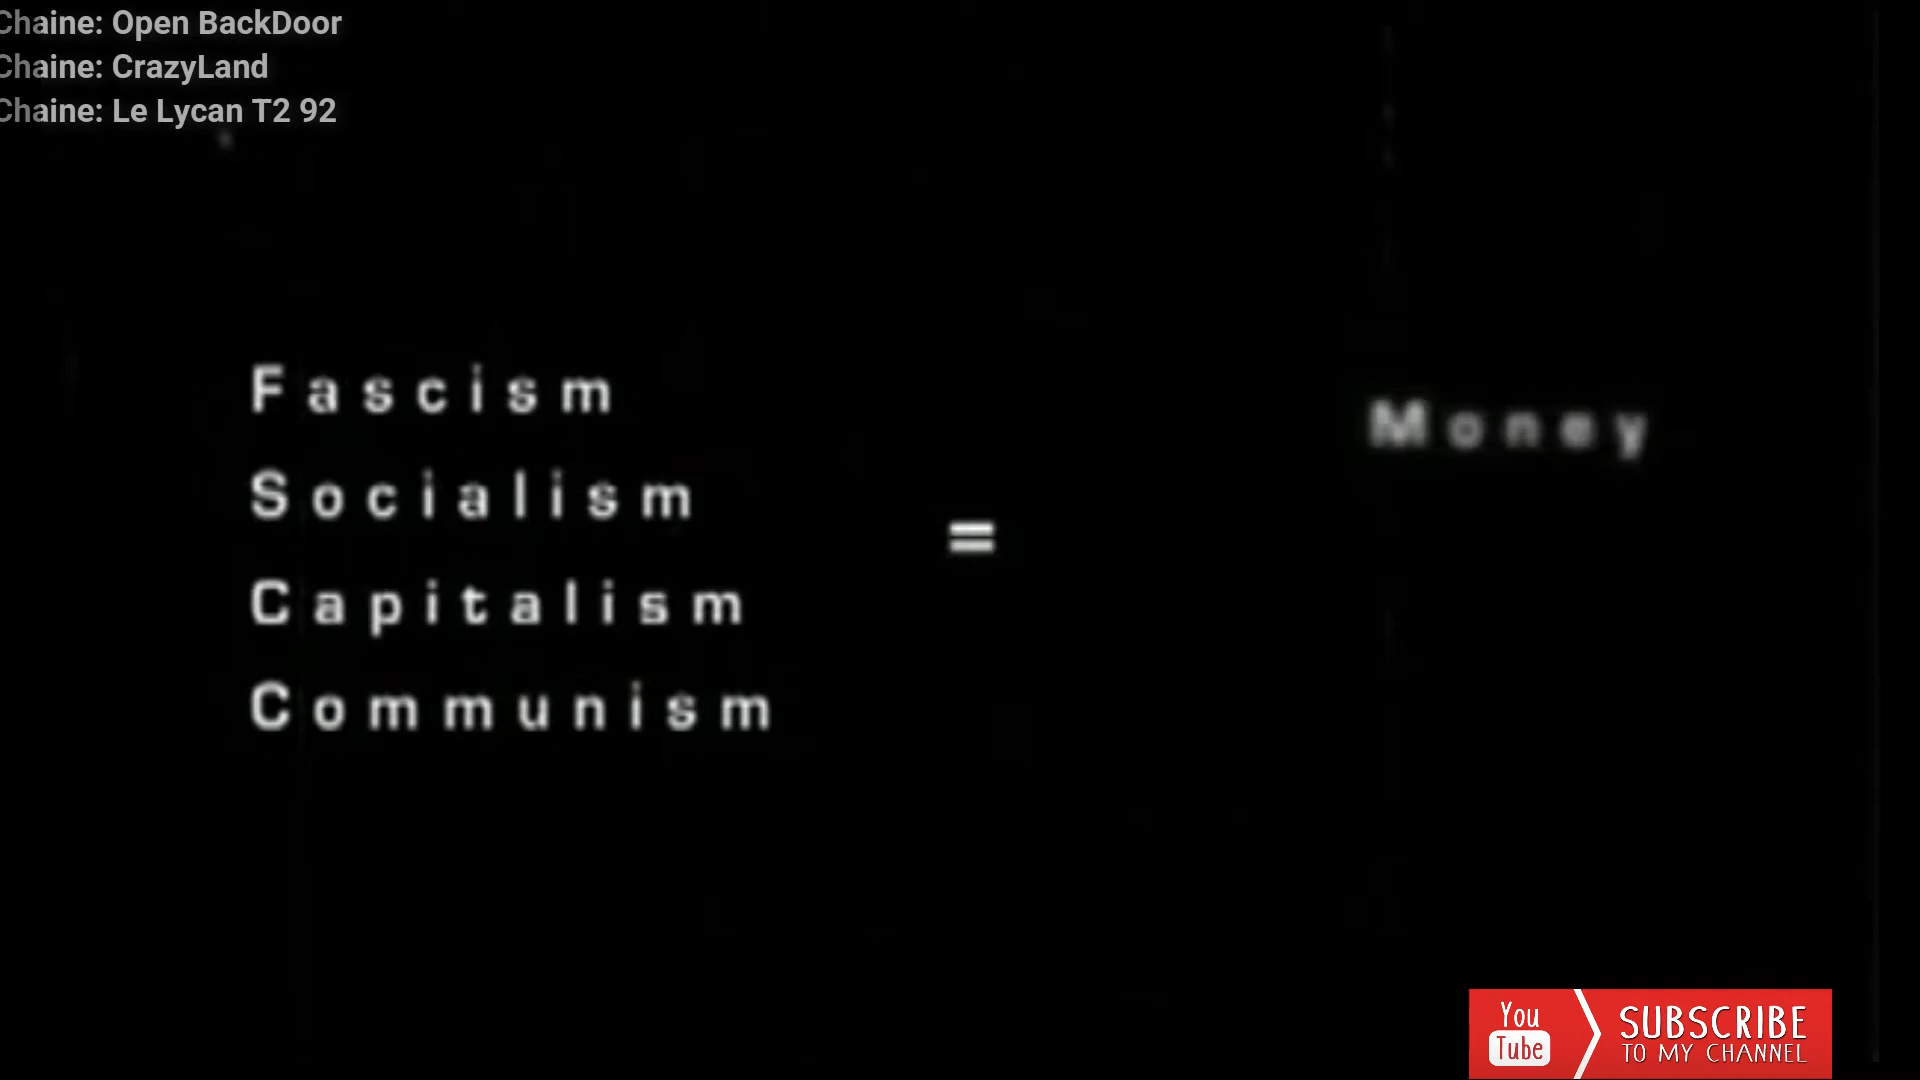 Chaine: Open BackDoor
Chaine: CrazyLand
Chaine: Le Lycan T2 92
Fascism
Socialism
Capitalism
Communism
=
Money
You Tube
SUBSCRIBE
TO MY CHANNEL